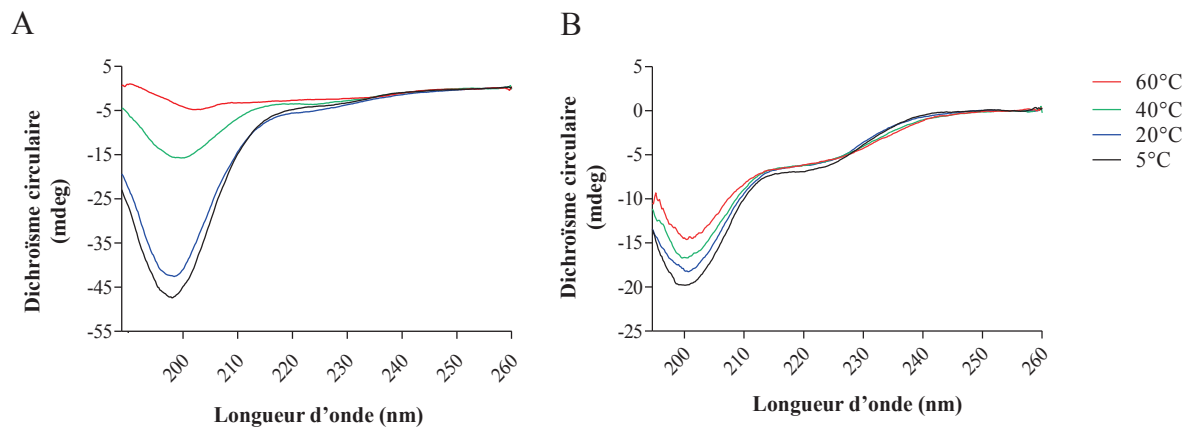 A
5
-5
-15
-25
-35
-45
-55
200
210
220
230
240
250
260
Dichroïsme circulaire
(mdeg)
Longueur d’onde (nm)
B
5
0
-5
-10
-15
-20
-25
200
210
220
230
240
250
260
Dichroïsme circulaire
(mdeg)
Longueur d’onde (nm)
60°C
40°C
20°C
5°C